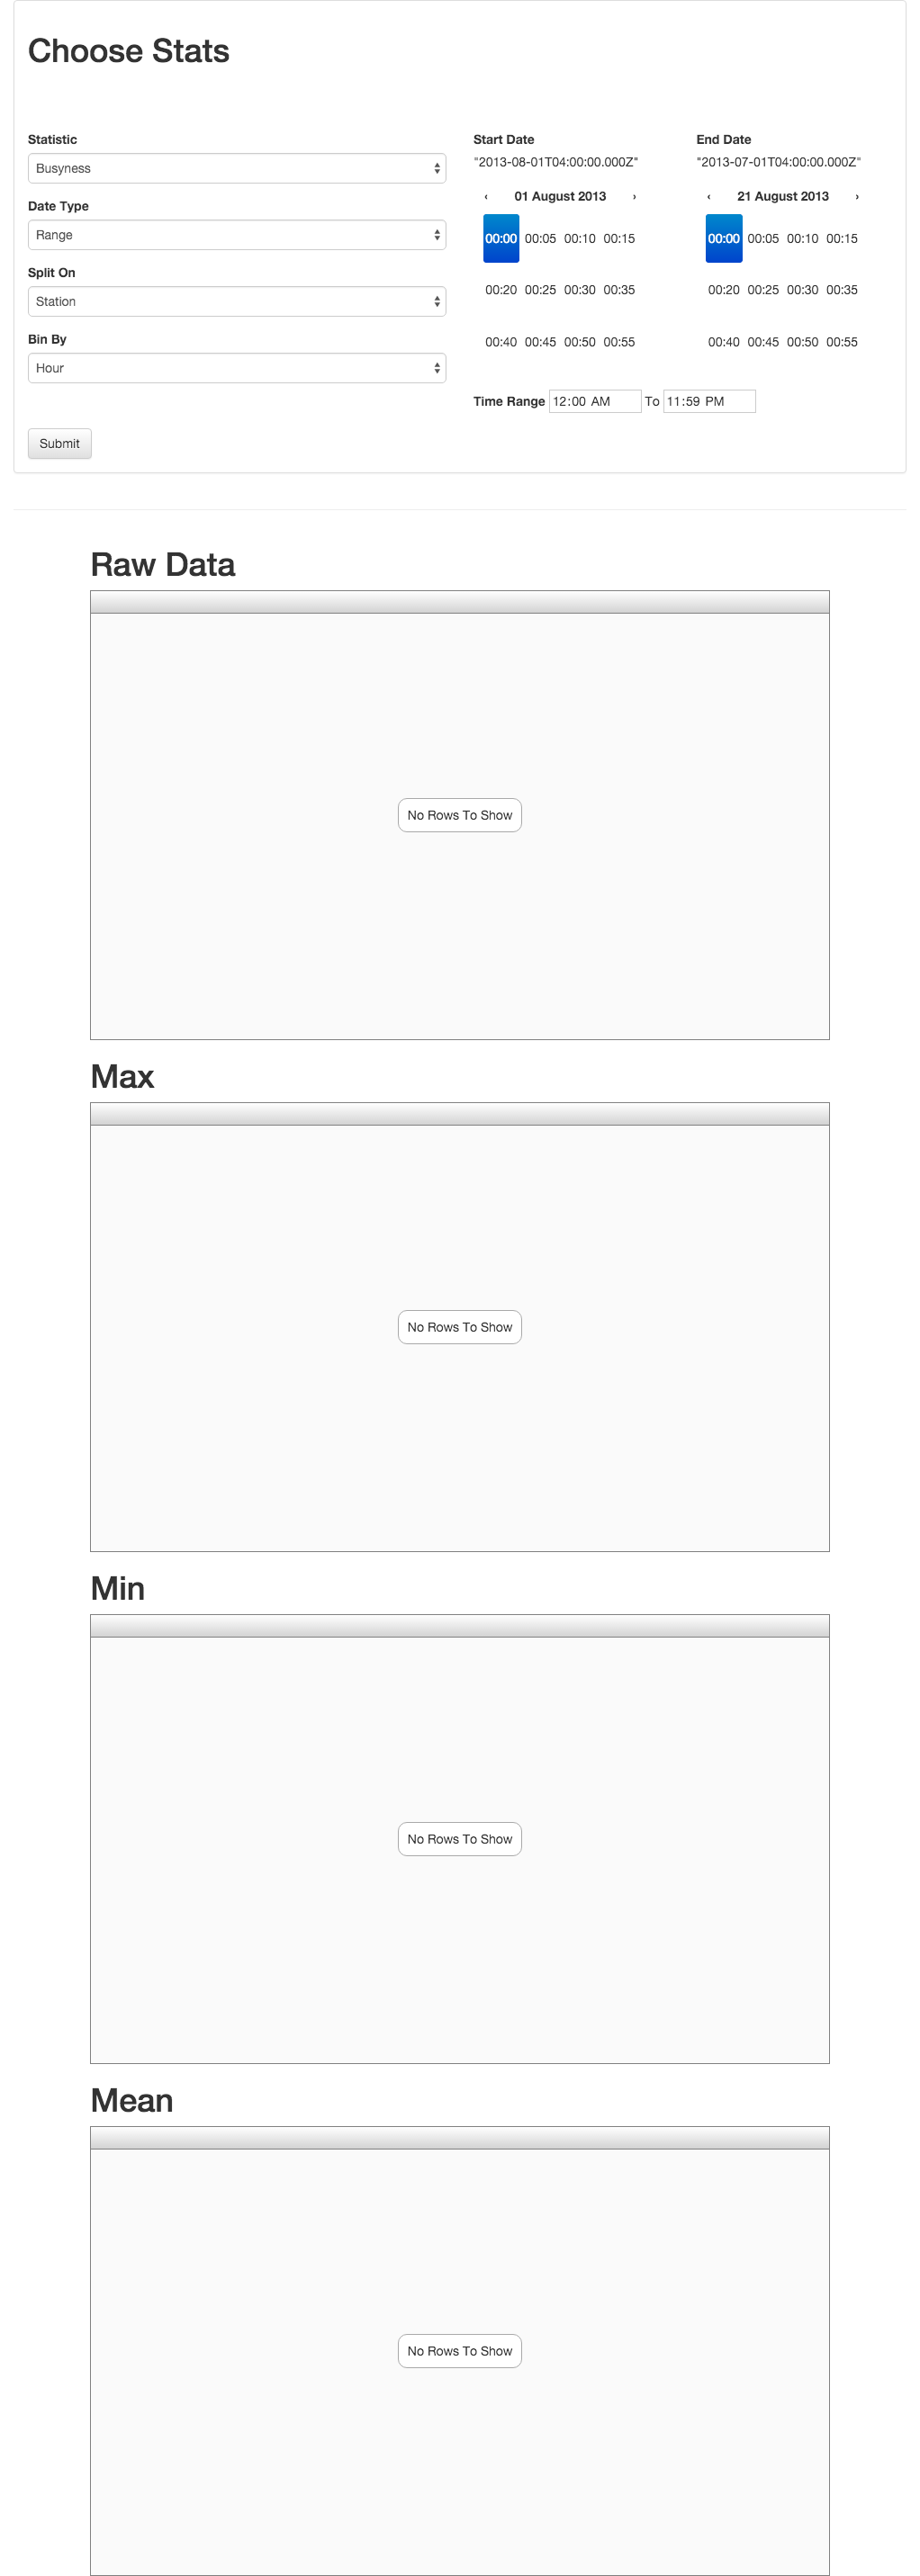 Choose Stats
Statistic
Busyness
Date Type
Range
Split On
Station
Bin By
Hour
Submit
Start Date
"2013-08-01T04:00:00.000Z"
‹ 01 August 2013 ›
00:00 00:05 00:10 00:15
00:20 00:25 00:30 00:35
00:40 00:45 00:50 00:55
End Date
"2013-07-01T04:00:00.000Z"
‹ 21 August 2013 ›
00:00 00:05 00:10 00:15
00:20 00:25 00:30 00:35
00:40 00:45 00:50 00:55
Time Range 12:00 AM To 11:59 PM
Raw Data
No Rows To Show
Max
No Rows To Show
Min
No Rows To Show
Mean
No Rows To Show